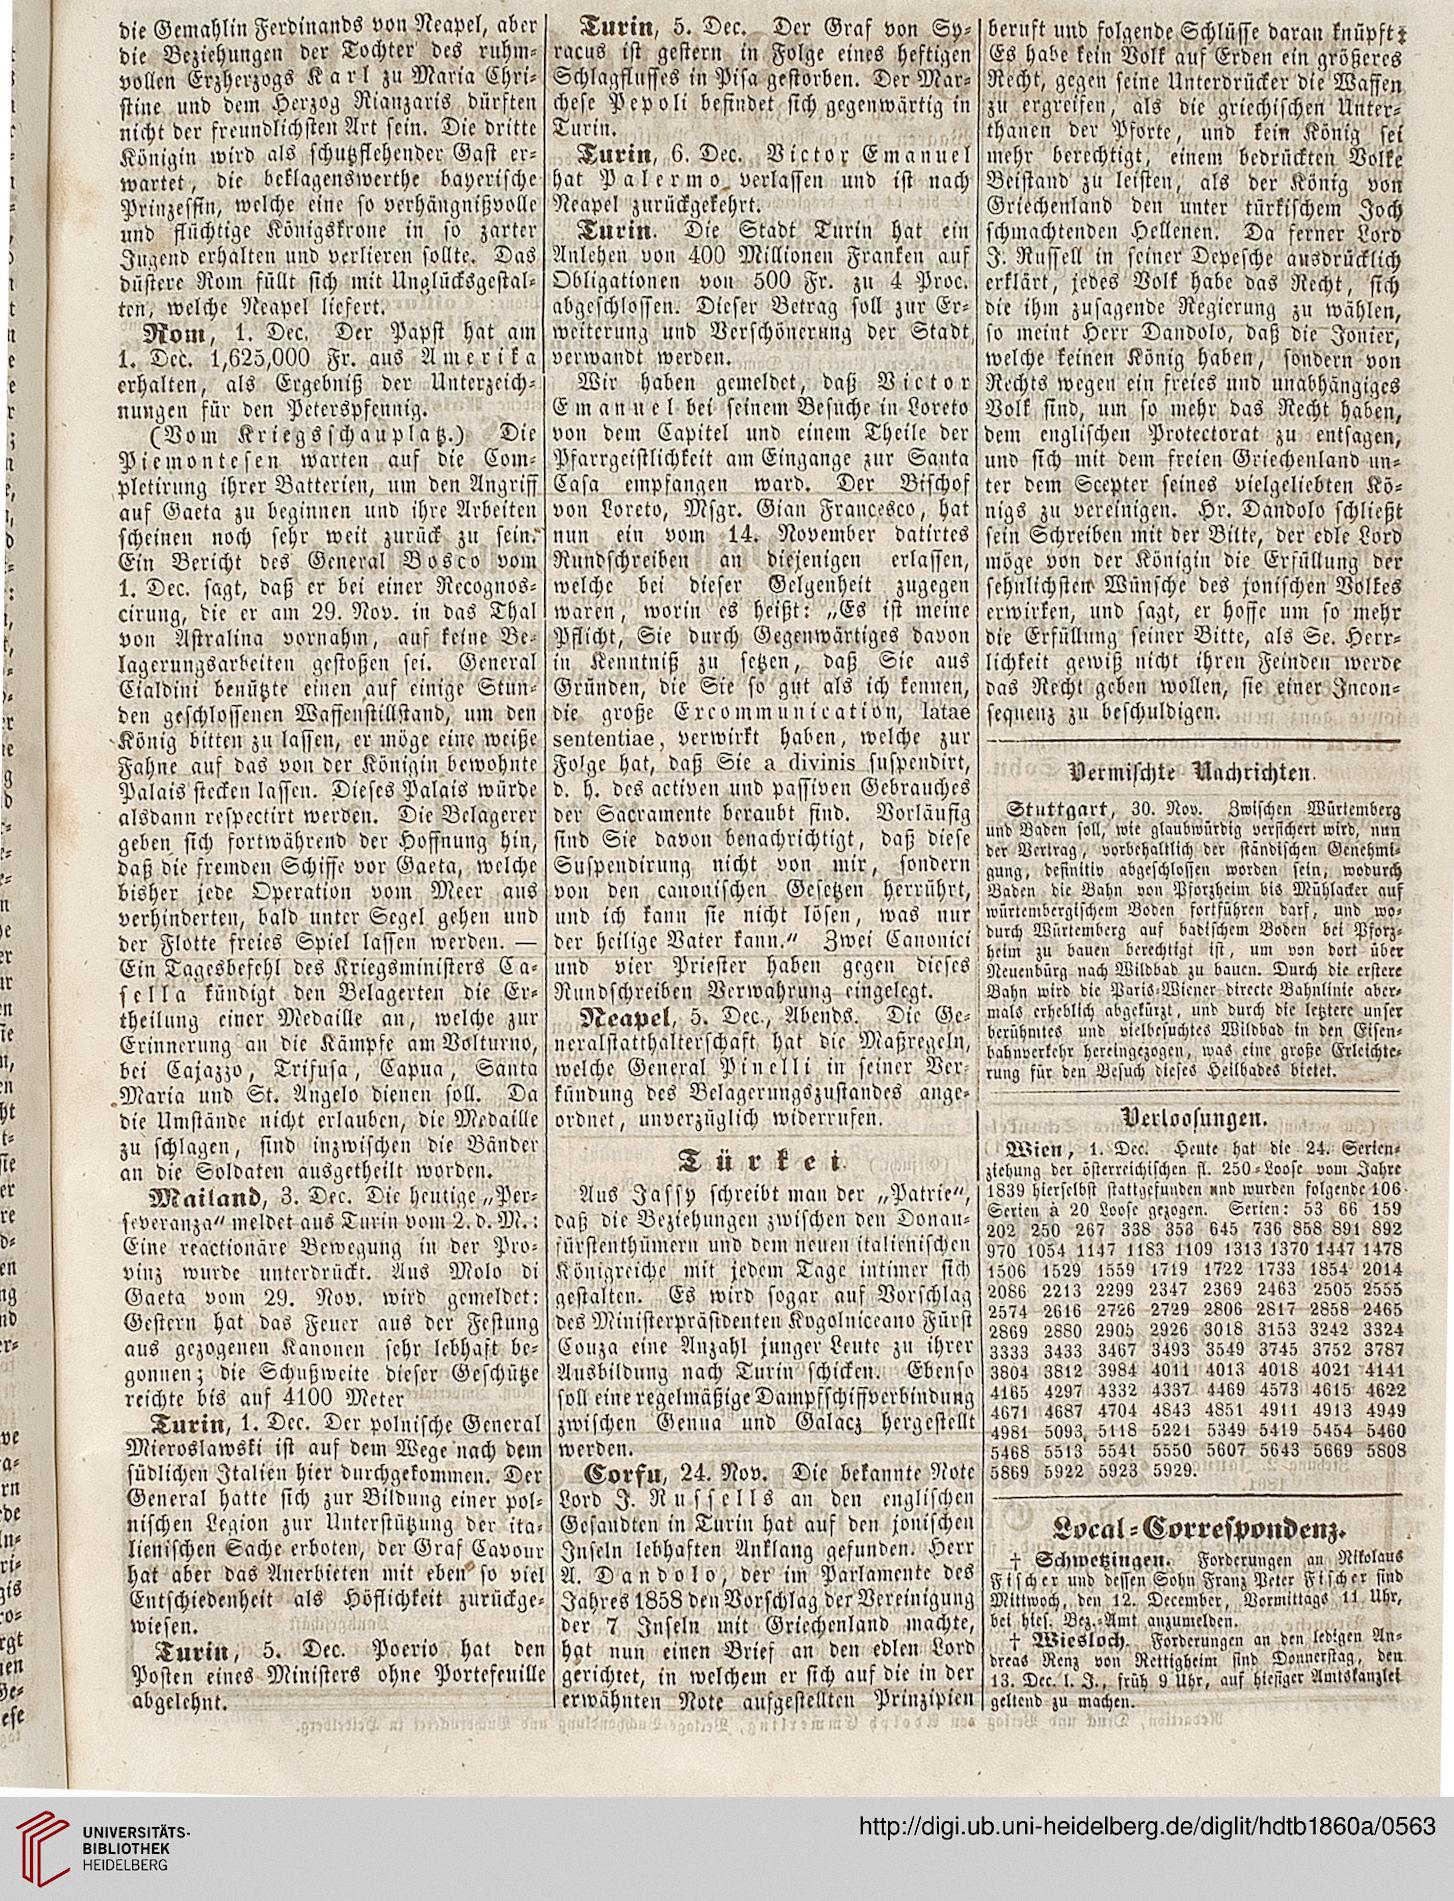 die Gemahlin Ferdinands von Neapel, aber
die Beziehungen der Tochter des ruhm-
vollen Erzherzogs Karl zu Maria Chri-
stine und dem Herzog Rianzaris dürften
nicht der freundlichsten Art sein. Die dritte
Königin wird als schutzflehender Gast er-
wartet, die beklagenswerthe bayerische
Prinzessin, welche eine so verhängnißvolle
und flüchtige Königskrone in so zarter
Jugend erhalten und verlieren sollte. Das
düstere Rom füllt sich mit Unglücksgestal-
ten, welche Neapel liefert.
Rom, 1. Dec. Der Papst hat am
1. Dec. 1,625,000 Fr. aus Amerika
erhalten, als Ergebniß der Unterzeich-
nungen für den Peterspfennig.
(Vom Kriegsschauplatz.) Die
Piemontesen warten auf die Com-
pletirung ihrer Batterien, um den Angriff
auf Gaeta zu beginnen und ihre Arbeiten
scheinen noch sehr weit zurück zu sein.
Ein Bericht des General Bosco vom
1. Dec. sagt, daß er bei einer Recognos-
cirung, die er am 29. Nov. in das Thal
von Astralina vornahm, auf keine Be-
lagerungsarbeiten gestoßen sei. General
Cialdini benützte einen auf einige Stun-
den geschlossenen Waffenstillstand, um den
König bitten zu lassen, er möge eine weiße
Fahne auf das von der Königin bewohnte
Palais stecken lassen. Dieses Palais würde
alsdann respectirt werden. Die Belagerer
geben sich fortwährend der Hoffnung hin,
daß die fremden Schiffe vor Gaeta, welche
bisher jede Operation vom Meer aus
verhinderten, bald unter Segel gehen und
der Flotte freies Spiel lassen werden. —
Ein Tagesbefehl des Kriegsministers Ca-
sella kündigt den Belagerten die Er-
theilung einer Medaille an, welche zur
Erinnerung an die Kämpfe am Volturno,
bei Cajazzo, Trifusa, Capua, Santa
Maria und St. Angelo dienen soll. Da
die Umstände nicht erlauben, die Medaille
zu schlagen, sind inzwischen die Bänder
an die Soldaten ausgetheilt worden.
Mailand, 3. Dec. Die heutige „Per-
severanza“ meldet aus Turin vom 2. d. M.:
Eine reactionäre Bewegung in der Pro-
vinz wurde unterdrückt. Aus Molo di
Gaeta vom 29. Nov. wird gemeldet:
Gestern hat das Feuer aus der Festung
aus gezogenen Kanonen sehr lebhaft be-
gonnen; die Schußweite dieser Geschütze
reichte bis auf 4100 Meter
Turin, 1. Dec. Der polnische General
Mieroslawski ist auf dem Wege nach dem
südlichen Italien hier durchgekommen. Der
General hatte sich zur Bildung einer pol-
nischen Legion zur Unterstützung der ita-
lienischen Sache erboten, der Graf Cavour
hat aber das Anerbieten mit eben so viel
Entschiedenheit als Höflichkeit zurückge-
wiesen.
Turin, 5. Dec. Poerio hat den
Posten eines Ministers ohne Portefeuille
abgelehnt.
Turin, 5. Dec. Der Graf von Sy-
racus ist gestern in Folge eines heftigen
Schlagflusses in Pisa gestorben. Der Mar-
chese Pepoli befindet sich gegenwärtig in
Turin.
Turin, 6. Dec. Victor Emanuel
hat Palermo verlassen und ist nach
Neapel zurückgekehrt.
Turin. Die Stadt Turin hat ein
Anlehen von 400 Millionen Franken auf
Obligationen von 500 Fr. zu 4 Proc.
abgeschlossen. Dieser Betrag soll zur Er-
weiterung und Verschönerung der Stadt
verwandt werden.
Wir haben gemeldet, daß Victor
Emanuel bei seinem Besuche in Loreto
von dem Capitel und einem Theile der
Pfarrgeistlichkeit am Eingange zur Santa
Casa empfangen ward. Der Bischof
von Loreto, Msgr. Gian Francesco, hat
nun ein vom 14. November datirtes
Rundschreiben an diejenigen erlassen,
welche bei dieser Gelgenheit zugegen
waren, worin es heißt: „Es ist meine
Pflicht, Sie durch Gegenwärtiges davon
in Kenntniß zu setzen, daß Sie aus
Gründen, die Sie so gut als ich kennen,
die große Excommunication, latae
sententiae, verwirkt haben, welche zur
Folge hat, daß Sie a divinis suspendirt,
d. h. des activen und passiven Gebrauches
der Sacramente beraubt sind. Vorläufig
sind Sie davon benachrichtigt, daß diese
Suspendirung nicht von mir, sondern
von den canonischen Gesetzen herrührt,
und ich kann sie nicht lösen, was nur
der heilige Vater kann.“ Zwei Canonici
und vier Priester haben gegen dieses
Rundschreiben Verwahrung eingelegt.
Neapel, 5. Dec., Abends. Die Ge-
neralstatthalterschaft hat die Maßregeln,
welche General Pinelli in seiner Ver-
kündung des Belagerungszustandes ange-
ordnet, unverzüglich widerrufen.
Türkei
Aus Jassy schreibt man der „Patrie“,
daß die Beziehungen zwischen den Donau-
fürstenthümern und dem neuen italienischen
Königreiche mit jedem Tage intimer sich
gestalten. Es wird sogar auf Vorschlag
des Ministerpräsidenten Kogolniceano Fürst
Couza eine Anzahl junger Leute zu ihrer
Ausbildung nach Turin schicken. Ebenso
soll eine regelmäßige Dampfschiffverbindung
zwischen Genua und Galacz hergestellt
werden.
Corfu, 24. Nov. Die bekannte Note
Lord J. Russells an den englischen
Gesandten in Turin hat auf den jonischen
Inseln lebhaften Anklang gefunden. Herr
A. Dandolo, der im Parlamente des
Jahres 1858 den Vorschlag der Vereinigung
der 7 Inseln mit Griechenland machte,
hat nun einen Brief an den edlen Lord
gerichtet, in welchem er sich auf die in der
erwähnten Note aufgestellten Prinzipien
beruft und folgende Schlüsse daran knüpft:
Es habe kein Volk auf Erden ein größeres
Recht, gegen seine Unterdrücker die Waffen
zu ergreifen, als die griechischen Unter-
thanen der Pforte, und kein König sei
mehr berechtigt, einem bedrückten Volke
Beistand zu leisten, als der König von
Griechenland den unter türkischem Joch
schmachtenden Hellenen. Da ferner Lord
J. Russell in seiner Depesche ausdrücklich
erklärt, jedes Volk habe das Recht, sich
die ihm zusagende Regierung zu wählen,
so meint Herr Dandolo, daß die Jonier,
welche keinen König haben, sondern von
Rechts wegen ein freies und unabhängiges
Volk sind, um so mehr das Recht haben,
dem englischen Protectorat zu entsagen,
und sich mit dem freien Griechenland un-
ter dem Scepter seines vielgeliebten Kö-
nigs zu vereinigen. Hr. Dandolo schließt
sein Schreiben mit der Bitte, der edle Lord
möge von der Königin die Erfüllung der
sehnlichsten Wünsche des jonischen Volkes
erwirken, und sagt, er hoffe um so mehr
die Erfüllung seiner Bitte, als Se. Herr-
lichkeit gewiß nicht ihren Feinden werde
das Recht geben wollen, sie einer Incon-
sequenz zu beschuldigen.
Vermischte Nachrichten.
Stuttgart, 30. Nov. Zwischen Würtemberg
und Baden soll, wie glaubwürdig versichert wird, nun
der Vertrag, vorbehaltlich der ständischen Genehmi-
gung, definitiv abgeschlossen worden sein, wodurch
Baden die Bahn von Pforzheim bis Mühlacker auf
würtembergischem Boden fortführen darf, und wo-
durch Würtemberg auf badischem Boden bei Pforz-
heim zu bauen berechtigt ist, um von dort über
Neuenbürg nach Wildbad zu bauen. Durch die erstere
Bahn wird die Paris-Wiener directe Bahnlinie aber-
mals erheblich abgekürzt, und durch die letztere unser
berühmtes und vielbesuchtes Wildbad in den Eisen-
bahnverkehr hereingezogen, was eine große Erleichte-
rung für den Besuch dieses Heilbades bietet.
Verloosungen.
Wien, 1. Dec. Heute hat die 24. Serien-
ziehung der österreichischen fl. 250-Loose vom Jahre
1839 hierselbst stattgefunden und wurden folgende 106
Serien à 20 Loose gezogen. Serien: 53 66 159
202 250 267 338 353 645 736 858 891 892
970 1054 1147 1183 1109 1313 1370 1447 1478
1506 1529 1559 1719 1722 1733 1854 2014
2086 2213 2299 2347 2369 2463 2505 2555
2574 2616 2726 2729 2806 2817 2858 2465
2869 2880 2905 2926 3018 3153 3242 3324
3333 3433 3467 3493 3549 3745 3752 3787
3804 3812 3984 4011 4013 4018 4021 4141
4165 4297 4332 4337 4469 4573 4615 4622
4671 4687 4704 4843 4851 4911 4913 4949
4981 5093 5118 5221 5349 5419 5454 5460
5468 5513 5541 5550 5607 5643 5669 5808
5869 5922 5923 5929.
Local-Correspondenz.
† Schwetzingen. Forderungen an Nikolaus
Fischer und dessen Sohn Franz Peter Fischer sind
Mittwoch, den 12. December, Vormittags 11 Uhr,
bei hies. Bez.-Amt anzumelden.
† Wiesloch. Forderungen an den ledigen An-
dreas Renz von Rettigheim sind Donnerstag, den
13. Dec. l. J., früh 9 Uhr, auf hiesiger Amtskanzlei
geltend zu machen.
UNIVERSITÄTS-
BIBLIOTHEK
HEIDELBERG
http://digi.ub.uni-heidelberg.de/diglit/hdtb1860a/0563